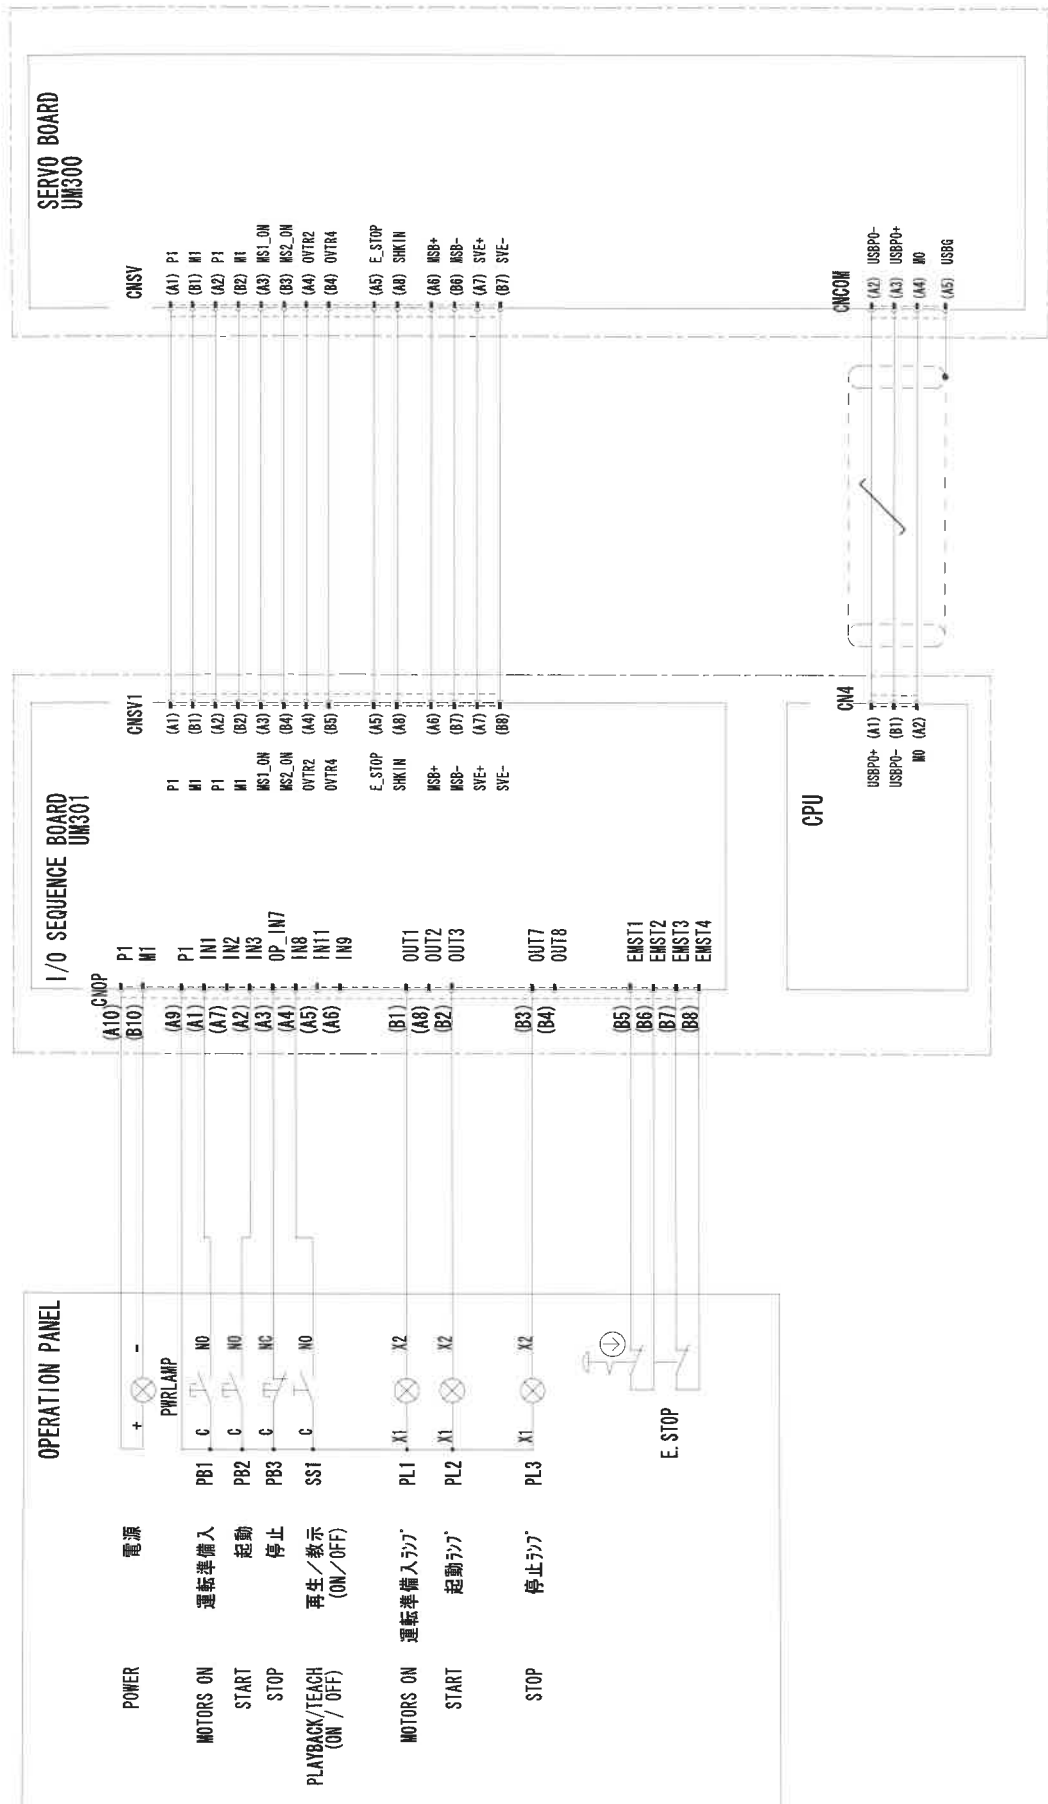 OPERATION PANEL
POWER 電源
+ -
PWRLAMP
MOTORS ON 運転準備入 PB1 C NO
START 起動 PB2 C NO
STOP 停止 PB3 C NC
PLAYBACK/TEACH 再生/教示 SS1 C NO
(ON / OFF) (ON/OFF)
MOTORS ON 運転準備入ランプ PL1 X1 X2
START 起動ランプ PL2 X1 X2
STOP 停止ランプ PL3 X1 X2
E.STOP
I/O SEQUENCE BOARD
UM301
CNOP
(A10) P1
(B10) M1
(A9) P1
(A1) IN1
(A7) IN2
(A2) IN3
(A3) OP_IN7
(A4) IN8
(A5) IN11
(A6) IN9
(B1) OUT1
(A8) OUT2
(B2) OUT3
(B3) OUT7
(B4) OUT8
(B5) EMST1
(B6) EMST2
(B7) EMST3
(B8) EMST4
CNSV1
P1 (A1)
M1 (B1)
P1 (A2)
M1 (B2)
MS1_ON (A3)
MS2_ON (B4)
OVTR2 (A4)
OVTR4 (B5)
E_STOP (A5)
SHKIN (A8)
MSB+ (A6)
MSB- (B7)
SVE+ (A7)
SVE- (B8)
CPU
CN4
USBPO+ (A1)
USBPO- (B1)
M0 (A2)
SERVO BOARD
UM300
CNSV
(A1) P1
(B1) M1
(A2) P1
(B2) M1
(A3) MS1_ON
(B3) MS2_ON
(A4) OVTR2
(B4) OVTR4
(A5) E_STOP
(A8) SHKIN
(A6) MSB+
(B6) MSB-
(A7) SVE+
(B7) SVE-
CNCOM
(A2) USBPO-
(A3) USBPO+
(A4) M0
(A5) USBG